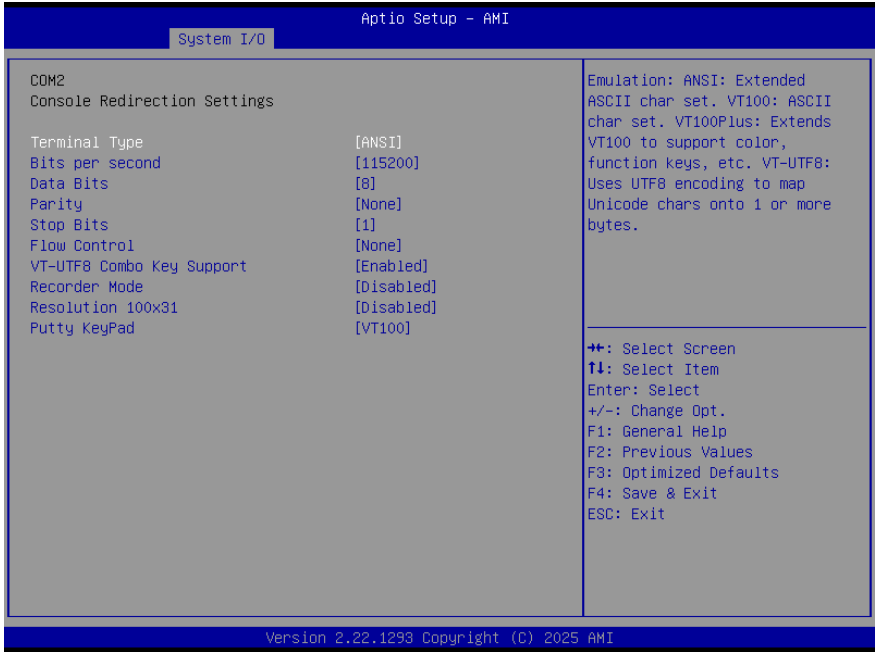 Aptio Setup – AMI
System I/O
COM2
Console Redirection Settings
Terminal Type [ANSI]
Bits per second [115200]
Data Bits [8]
Parity [None]
Stop Bits [1]
Flow Control [None]
VT-UTF8 Combo Key Support [Enabled]
Recorder Mode [Disabled]
Resolution 100x31 [Disabled]
Putty KeyPad [VT100]
Emulation: ANSI: Extended
ASCII char set. VT100: ASCII
char set. VT100Plus: Extends
VT100 to support color,
function keys, etc. VT-UTF8:
Uses UTF8 encoding to map
Unicode chars onto 1 or more
bytes.
→←: Select Screen
↑↓: Select Item
Enter: Select
+/-: Change Opt.
F1: General Help
F2: Previous Values
F3: Optimized Defaults
F4: Save & Exit
ESC: Exit
Version 2.22.1293 Copyright (C) 2025 AMI